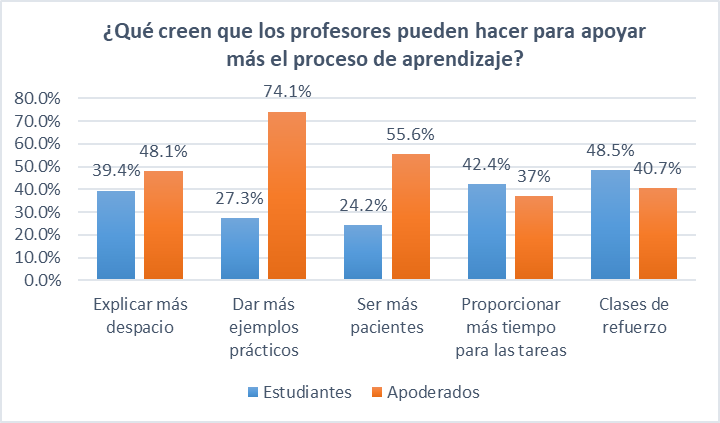 ¿Qué creen que los profesores pueden hacer para apoyar
más el proceso de aprendizaje?
80.0%
70.0%
60.0%
50.0%
40.0%
30.0%
20.0%
10.0%
0.0%
39.4%
48.1%
27.3%
74.1%
24.2%
55.6%
42.4%
37%
48.5%
40.7%
Explicar más
despacio
Dar más
ejemplos
prácticos
Ser más
pacientes
Proporcionar
más tiempo
para las tareas
Clases de
refuerzo
Estudiantes
Apoderados